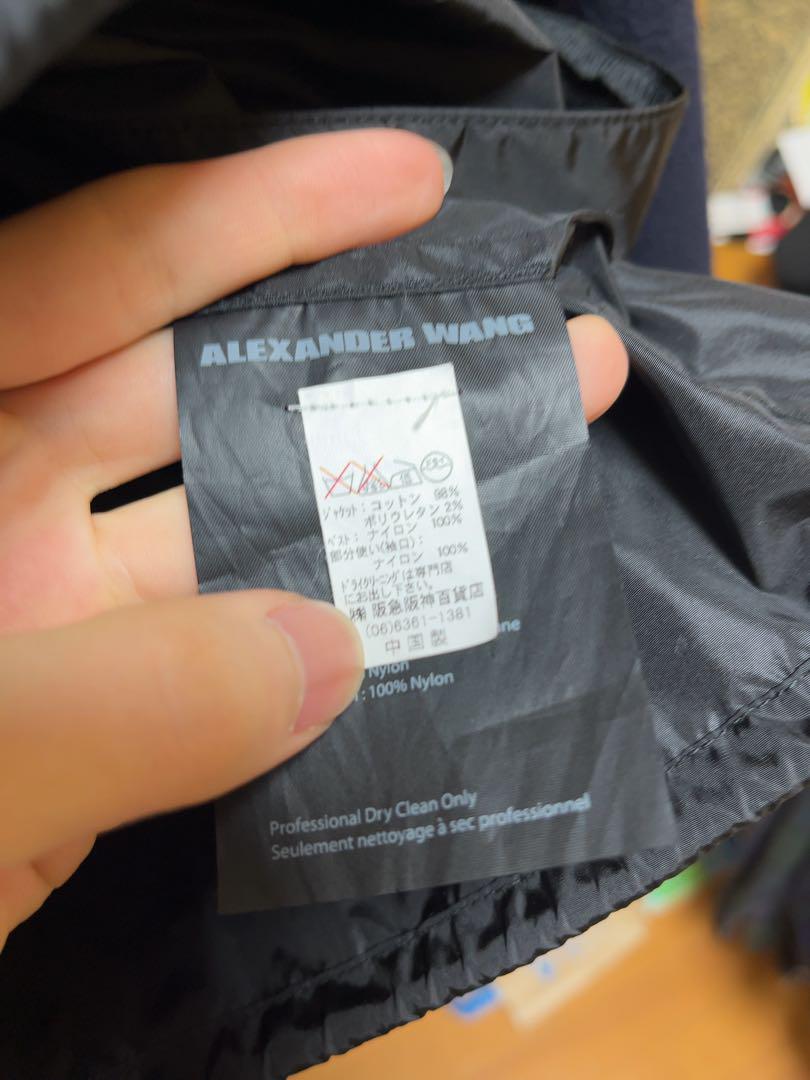 ALEXANDER WANG
ジャケット：コットン 98%
ポリウレタン 2%
ベスト：ナイロン 100%
部分使い(袖口)：
ナイロン 100%
ドライクリーニングは専門店
にお出し下さい。
㈱ 阪急阪神百貨店
(06)6361-1381
中国製
Nylon
: 100% Nylon
Professional Dry Clean Only
Seulement nettoyage à sec professionnel